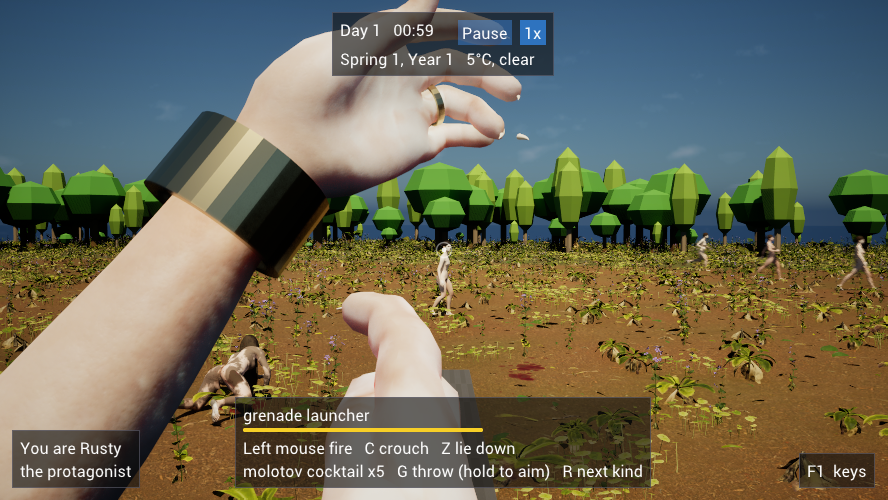 Day 1 00:59 Pause 1x
Spring 1, Year 1 5°C, clear
grenade launcher
Left mouse fire C crouch Z lie down
molotov cocktail x5 G throw (hold to aim) R next kind
You are Rusty
the protagonist
F1 keys